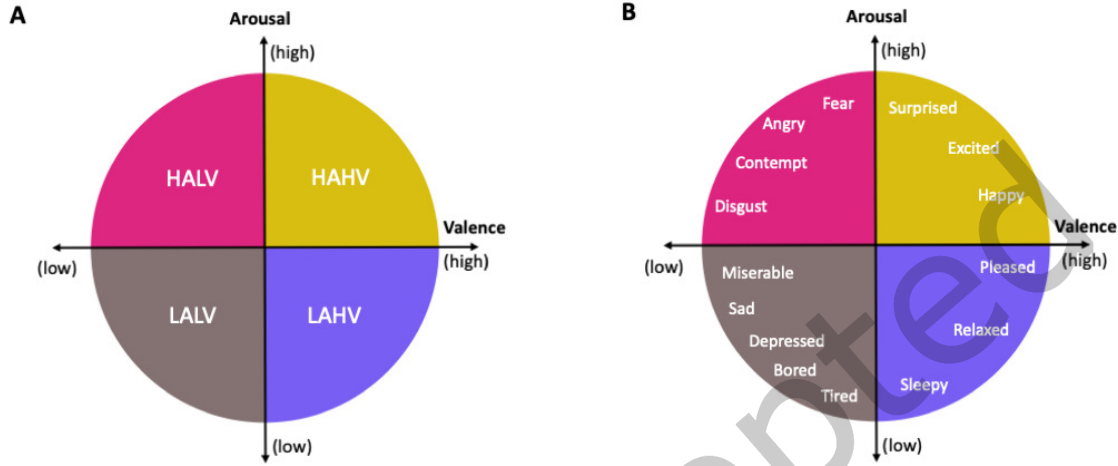 A
Arousal
(high)
HALV
HAHV
Valence
(low)
(high)
LALV
LAHV
(low)
B
Arousal
(high)
Fear
Surprised
Angry
Excited
Contempt
Happy
Disgust
Valence
(low)
(high)
Miserable
Pleased
Sad
Relaxed
Depressed
Bored
Sleepy
Tired
(low)
pted